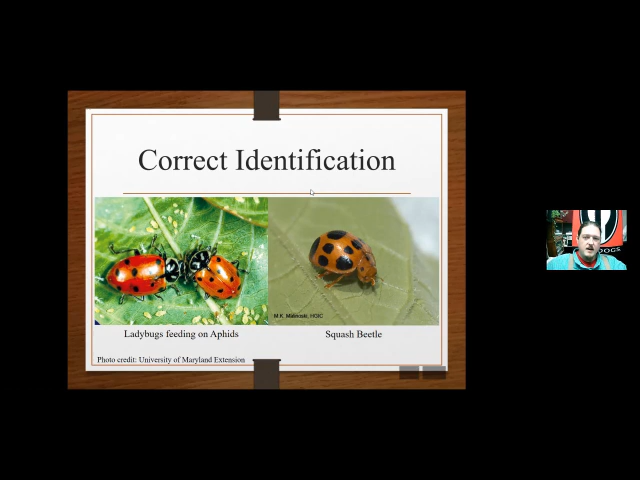 Correct Identification
M.K. Malinoski, HGIC
Ladybugs feeding on Aphids
Squash Beetle
Photo credit: University of Maryland Extension